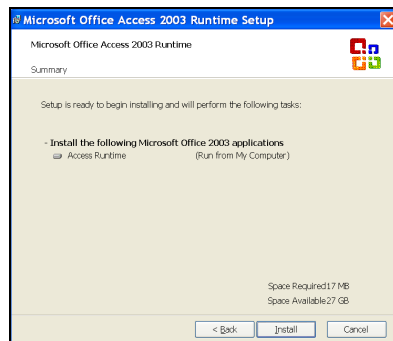 Microsoft Office Access 2003 Runtime Setup
Microsoft Office Access 2003 Runtime
Summary
Setup is ready to begin installing and will perform the following tasks:
- Install the following Microsoft Office 2003 applications
Access Runtime (Run from My Computer)
Space Required17 MB
Space Available27 GB
< Back Install Cancel